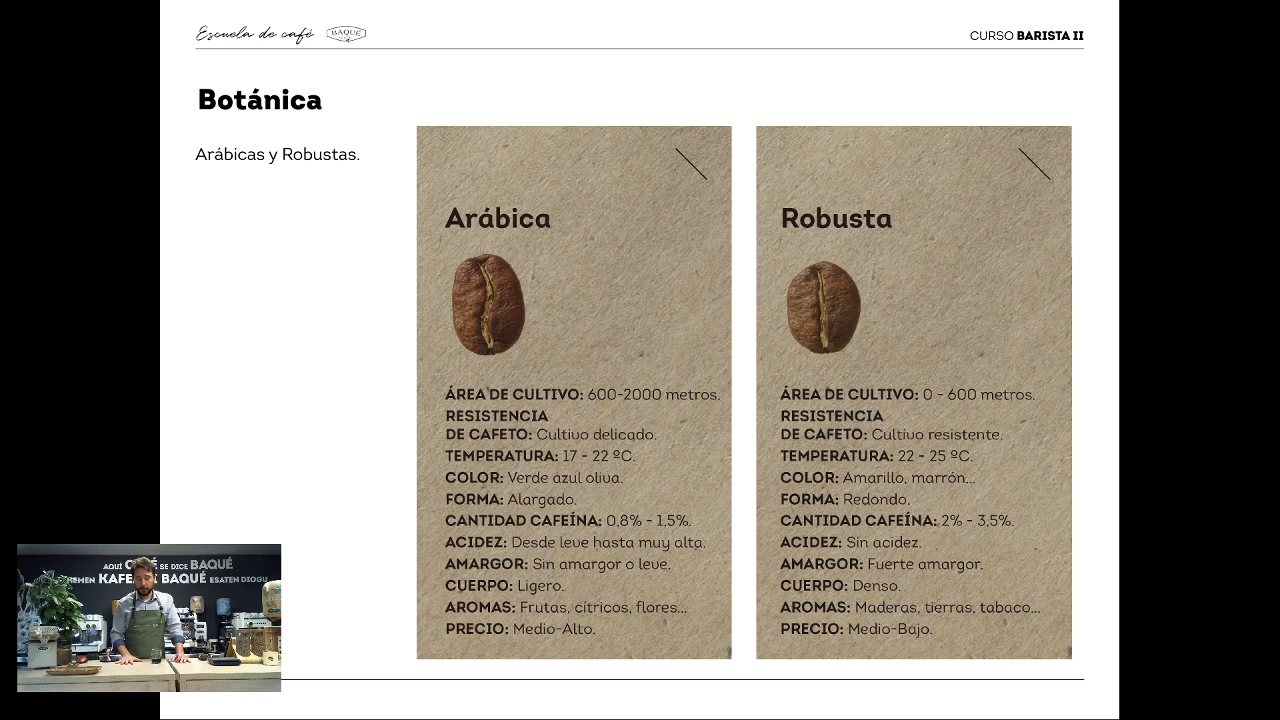 Escuela de café BAQUÉ
CURSO BARISTA II
Botánica
Arábicas y Robustas.
Arábica
ÁREA DE CULTIVO: 600-2000 metros.
RESISTENCIA
DE CAFETO: Cultivo delicado.
TEMPERATURA: 17 - 22 ºC.
COLOR: Verde azul oliva.
FORMA: Alargado.
CANTIDAD CAFEÍNA: 0,8% - 1,5%.
ACIDEZ: Desde leve hasta muy alta.
AMARGOR: Sin amargor o leve.
CUERPO: Ligero.
AROMAS: Frutas, cítricos, flores...
PRECIO: Medio-Alto.
Robusta
ÁREA DE CULTIVO: 0 - 600 metros.
RESISTENCIA
DE CAFETO: Cultivo resistente.
TEMPERATURA: 22 - 25 ºC.
COLOR: Amarillo, marrón...
FORMA: Redondo.
CANTIDAD CAFEÍNA: 2% - 3,5%.
ACIDEZ: Sin acidez.
AMARGOR: Fuerte amargor.
CUERPO: Denso.
AROMAS: Maderas, tierras, tabaco...
PRECIO: Medio-Bajo.
AQUÍ SE DICE BAQUÉ
BAQUÉ ESATEN DIOGU